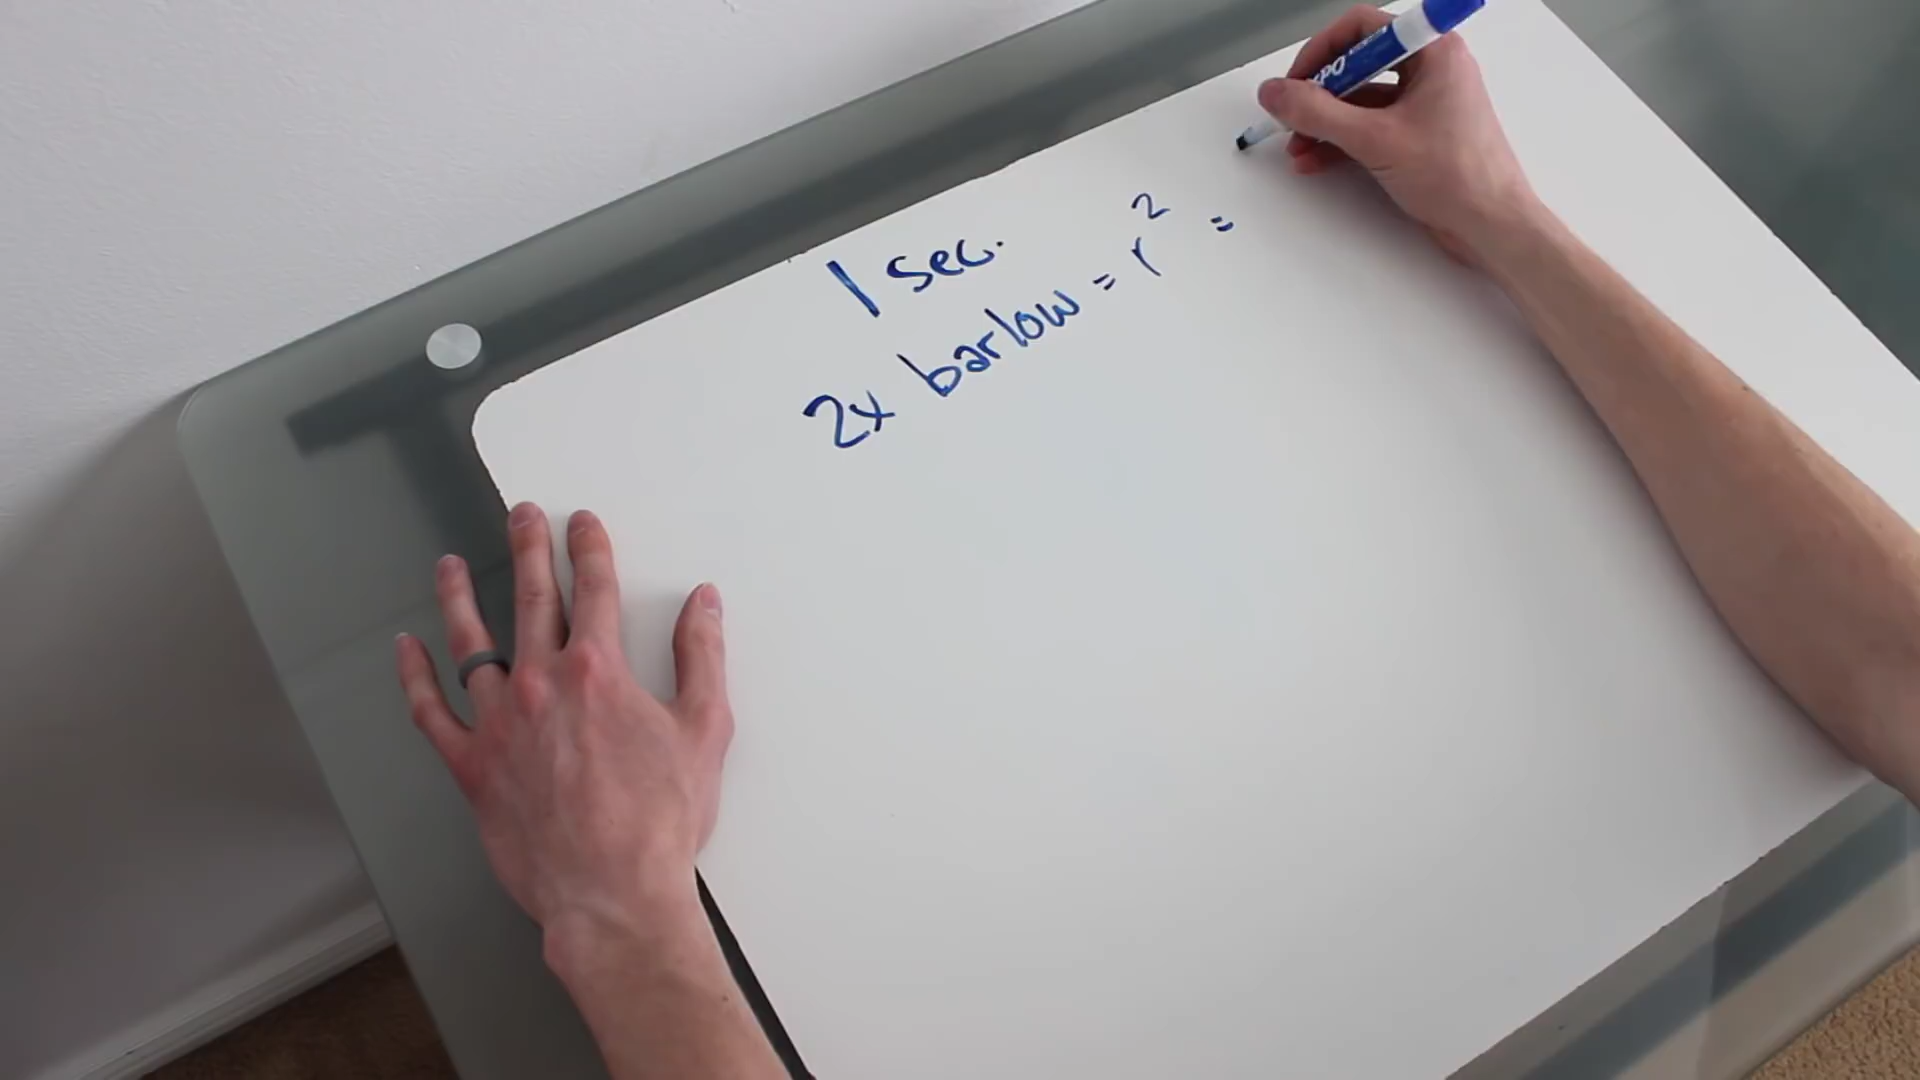 1 sec.
2x barlow = r² =